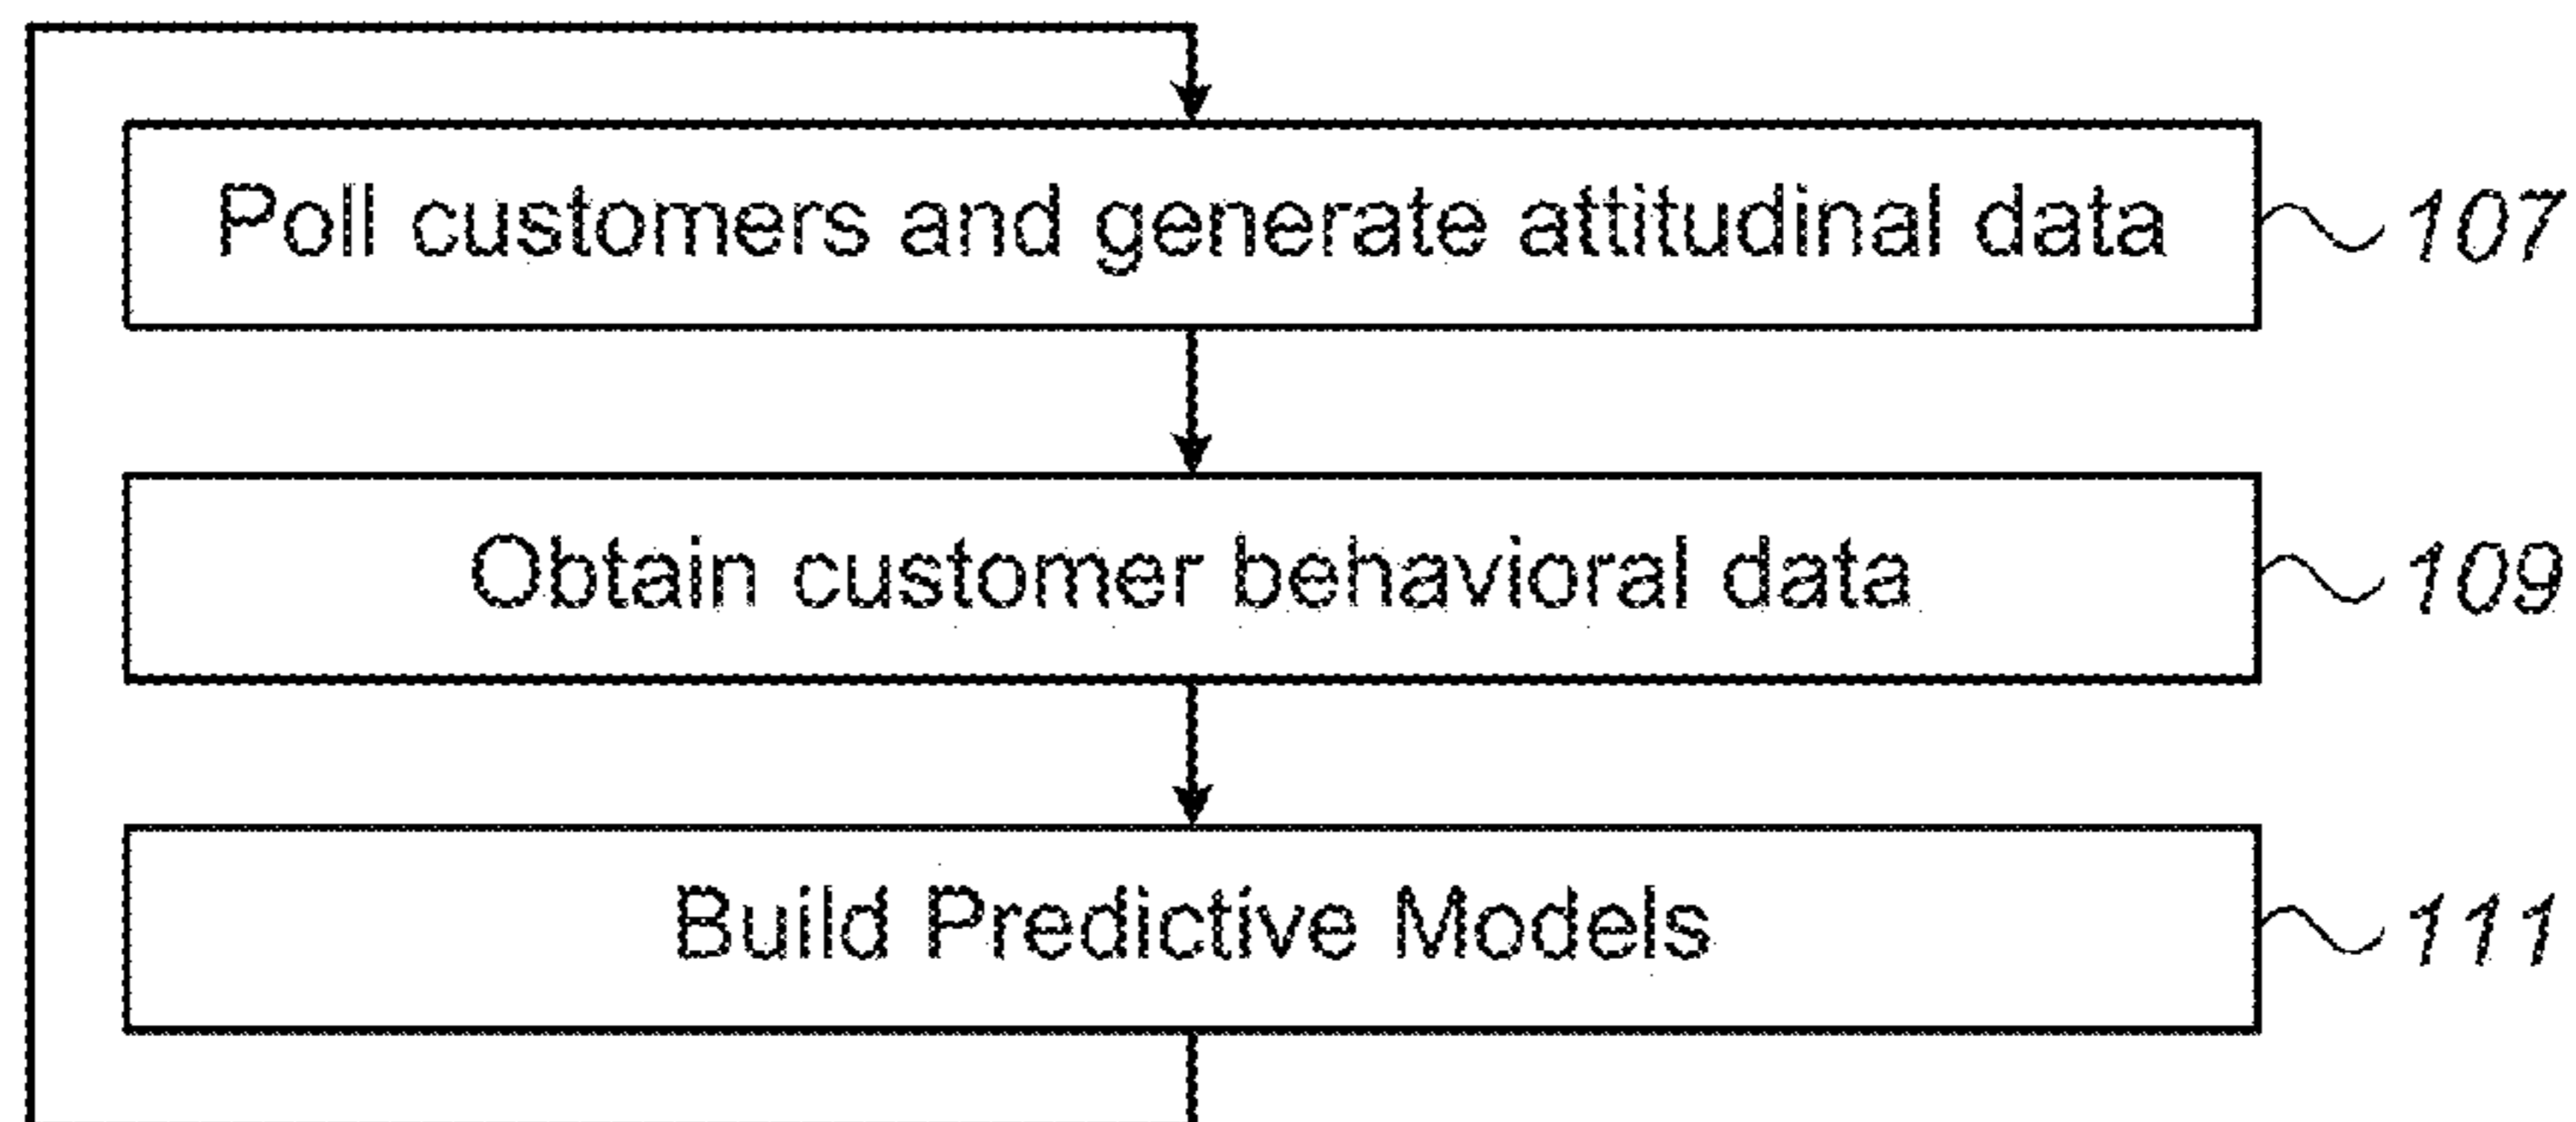 Poll customers and generate attitudinal data
107
Obtain customer behavioral data
109
Build Predictive Models
111